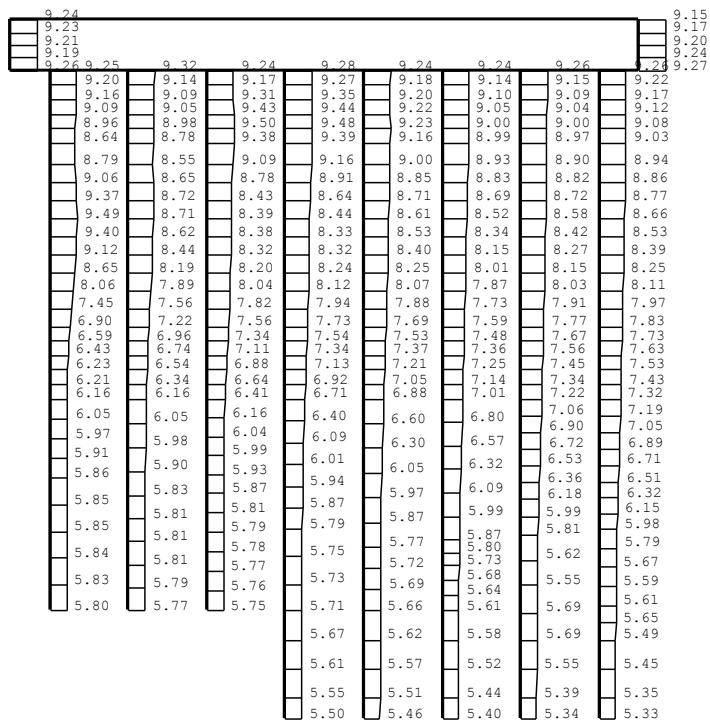 9.24 9.15
9.23 9.17
9.21 9.20
9.19 9.24
9.26 9.25 9.32 9.24 9.28 9.24 9.24 9.26 9.26 9.27
9.20 9.14 9.17 9.27 9.18 9.14 9.15 9.22
9.16 9.09 9.31 9.35 9.20 9.10 9.09 9.17
9.09 9.05 9.43 9.44 9.22 9.05 9.04 9.12
8.96 8.98 9.50 9.48 9.23 9.00 9.00 9.08
8.64 8.78 9.38 9.39 9.16 8.99 8.97 9.03
8.79 8.55 9.09 9.16 9.00 8.93 8.90 8.94
9.06 8.65 8.78 8.91 8.85 8.83 8.82 8.86
9.37 8.72 8.43 8.64 8.71 8.69 8.72 8.77
9.49 8.71 8.39 8.44 8.61 8.52 8.58 8.66
9.40 8.62 8.38 8.33 8.53 8.34 8.42 8.53
9.12 8.44 8.32 8.32 8.40 8.15 8.27 8.39
8.65 8.19 8.20 8.24 8.25 8.01 8.15 8.25
8.06 7.89 8.04 8.12 8.07 7.87 8.03 8.11
7.45 7.56 7.82 7.94 7.88 7.73 7.91 7.97
6.90 7.22 7.56 7.73 7.69 7.59 7.77 7.83
6.59 6.96 7.34 7.54 7.53 7.48 7.67 7.73
6.43 6.74 7.11 7.34 7.37 7.36 7.56 7.63
6.23 6.54 6.88 7.13 7.21 7.25 7.45 7.53
6.21 6.34 6.64 6.92 7.05 7.14 7.34 7.43
6.16 6.16 6.41 6.71 6.88 7.01 7.22 7.32
7.06 7.19
6.05 6.05 6.16 6.40 6.60 6.80
6.90 7.05
5.97 5.98 6.04 6.09 6.30 6.57 6.72 6.89
5.91 5.90 5.99 6.01 6.05 6.32 6.53 6.71
5.86 5.93 5.94 6.36 6.51
5.83 5.87 5.97 6.09 6.18 6.32
5.85 5.81 5.81 5.87 5.87 5.99 5.99 6.15
5.85 5.81 5.79 5.79 5.77 5.87 5.81 5.98
5.84 5.81 5.78 5.75 5.72 5.80 5.62 5.79
5.77 5.73 5.67
5.83 5.79 5.76 5.73 5.69 5.68 5.55 5.59
5.64
5.80 5.77 5.75 5.71 5.66 5.61 5.69 5.61
5.65
5.67 5.62 5.58 5.69 5.49
5.61 5.57 5.52 5.55 5.45
5.55 5.51 5.44 5.39 5.35
5.50 5.46 5.40 5.34 5.33